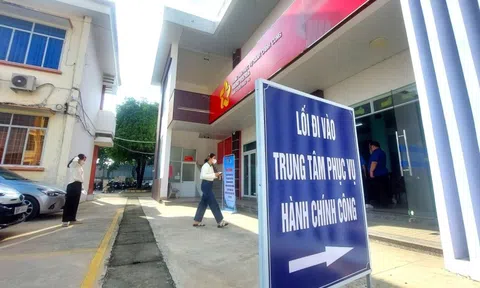 LỐI ĐI VÀO
TRUNG TÂM PHỤC VỤ
HÀNH CHÍNH CÔNG